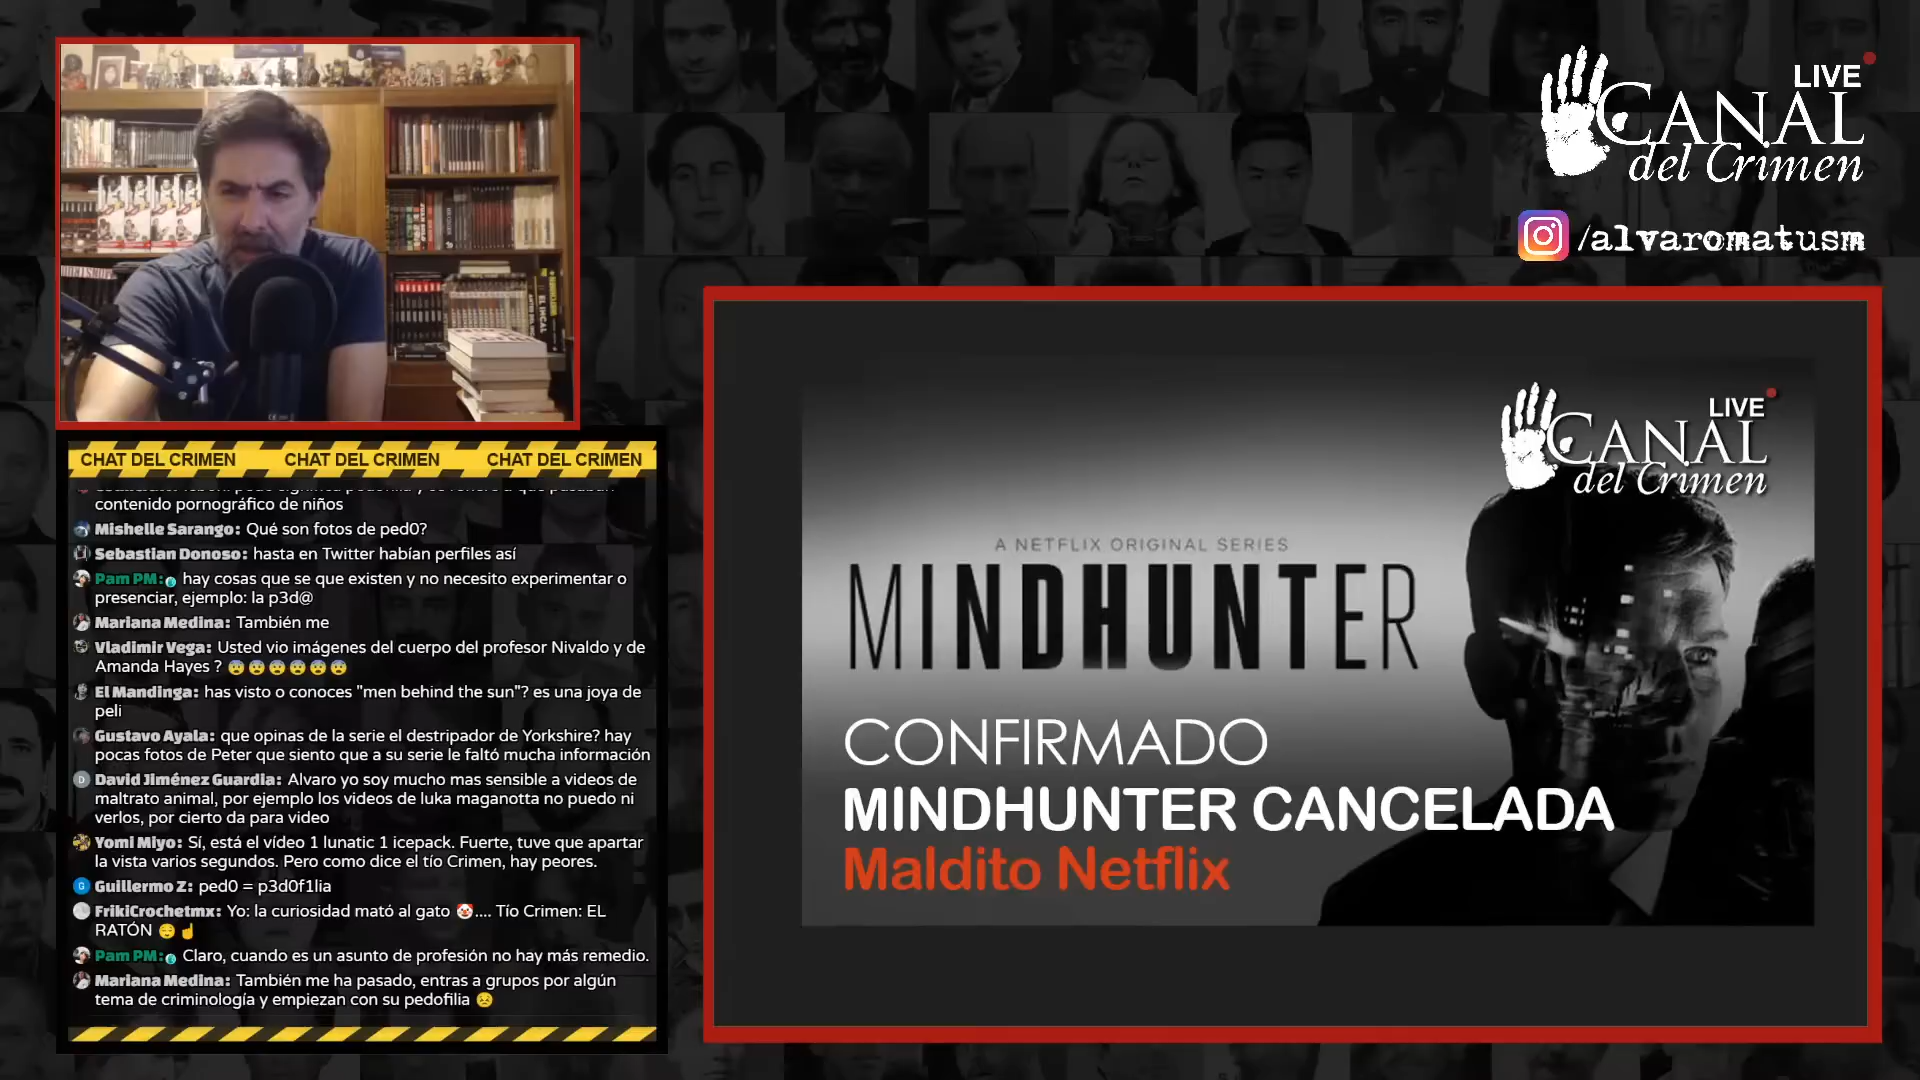 LIVE
CANAL
del Crimen
/alvaromatusm
CHAT DEL CRIMEN CHAT DEL CRIMEN CHAT DEL CRIMEN
contenido pornográfico de niños
Mishelle Sarango: Qué son fotos de ped0?
Sebastian Donoso: hasta en Twitter habían perfiles así
Pam PM: hay cosas que se que existen y no necesito experimentar o
presenciar, ejemplo: la p3d@
Mariana Medina: También me
Vladimir Vega: Usted vio imágenes del cuerpo del profesor Nivaldo y de
Amanda Hayes ? 😨😨😨😨😨😨
El Mandinga: has visto o conoces "men behind the sun"? es una joya de
peli
Gustavo Ayala: que opinas de la serie el destripador de Yorkshire? hay
pocas fotos de Peter que siento que a su serie le faltó mucha información
David Jiménez Guardia: Alvaro yo soy mucho mas sensible a videos de
maltrato animal, por ejemplo los videos de luka maganotta no puedo ni
verlos, por cierto da para video
Yomi Miyo: Sí, está el vídeo 1 lunatic 1 icepack. Fuerte, tuve que apartar
la vista varios segundos. Pero como dice el tío Crimen, hay peores.
G Guillermo Z: ped0 = p3d0f1lia
FrikiCrochetmx: Yo: la curiosidad mató al gato 🤡.... Tío Crimen: EL
RATÓN 😌☝
Pam PM: Claro, cuando es un asunto de profesión no hay más remedio.
Mariana Medina: También me ha pasado, entras a grupos por algún
tema de criminología y empiezan con su pedofilia 😣
LIVE
CANAL
del Crimen
A NETFLIX ORIGINAL SERIES
MINDHUNTER
CONFIRMADO
MINDHUNTER CANCELADA
Maldito Netflix
EL INCAL